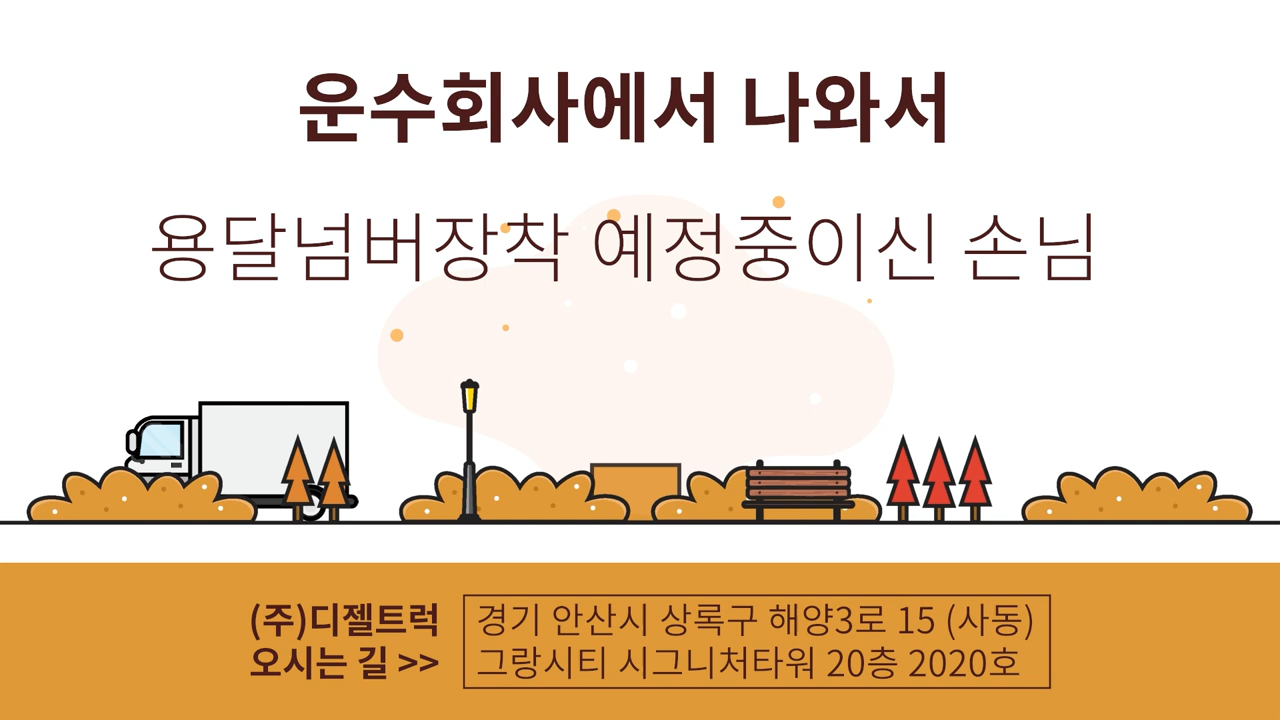 운수회사에서 나와서
용달넘버장착 예정중이신 손님
(주)디젤트럭
오시는 길 >>
경기 안산시 상록구 해양3로 15 (사동)
그랑시티 시그니처타워 20층 2020호